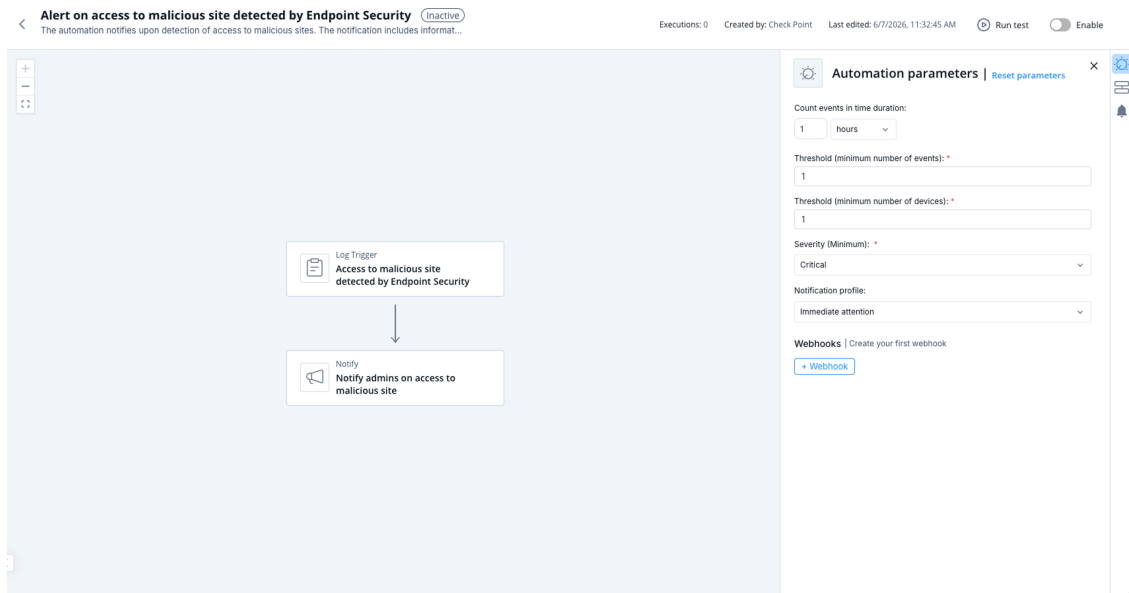 Alert on access to malicious site detected by Endpoint Security
Inactive
The automation notifies upon detection of access to malicious sites. The notification includes informat...
Executions: 0
Created by: Check Point
Last edited: 6/7/2026, 11:32:45 AM
Run test
Enable
Log Trigger
Access to malicious site
detected by Endpoint Security
Notify
Notify admins on access to
malicious site
Automation parameters | Reset parameters
Count events in time duration:
1 hours
Threshold (minimum number of events): *
1
Threshold (minimum number of devices): *
1
Severity (Minimum): *
Critical
Notification profile:
Immediate attention
Webhooks | Create your first webhook
+ Webhook